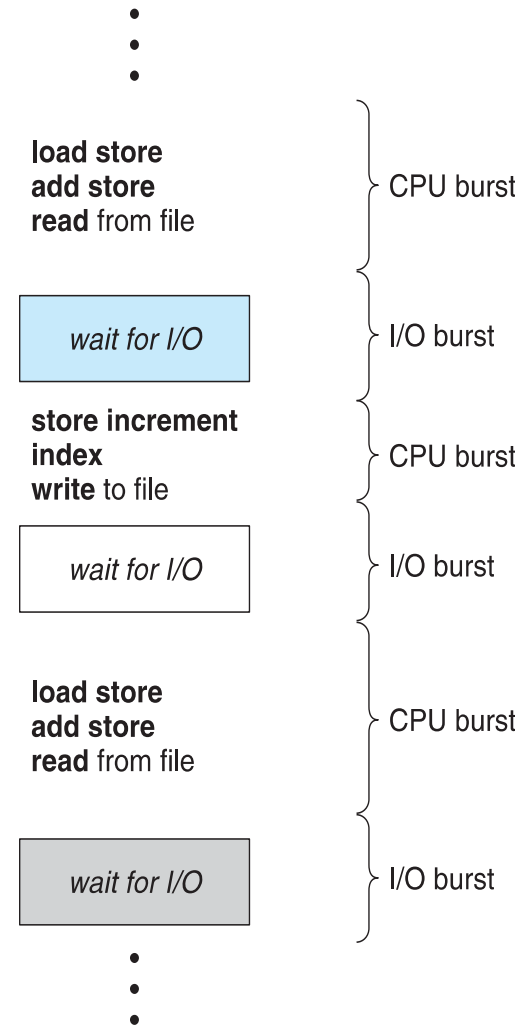 load store
add store
read from file
CPU burst
wait for I/O
I/O burst
store increment
index
write to file
CPU burst
wait for I/O
I/O burst
load store
add store
read from file
CPU burst
wait for I/O
I/O burst